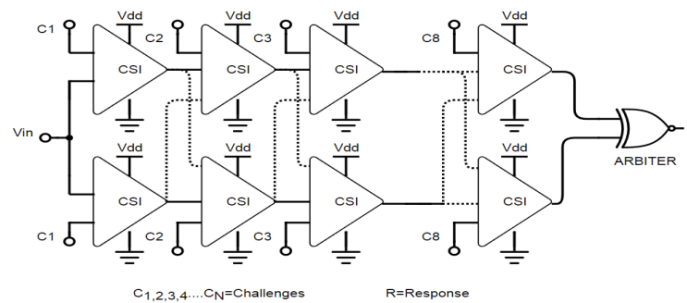 Vdd Vdd Vdd Vdd
C1 C2 C3 C8
CSI CSI CSI CSI
Vin
Vdd Vdd Vdd Vdd
ARBITER
CSI CSI CSI CSI
C1 C2 C3 C8
C1,2,3,4....CN=Challenges R=Response